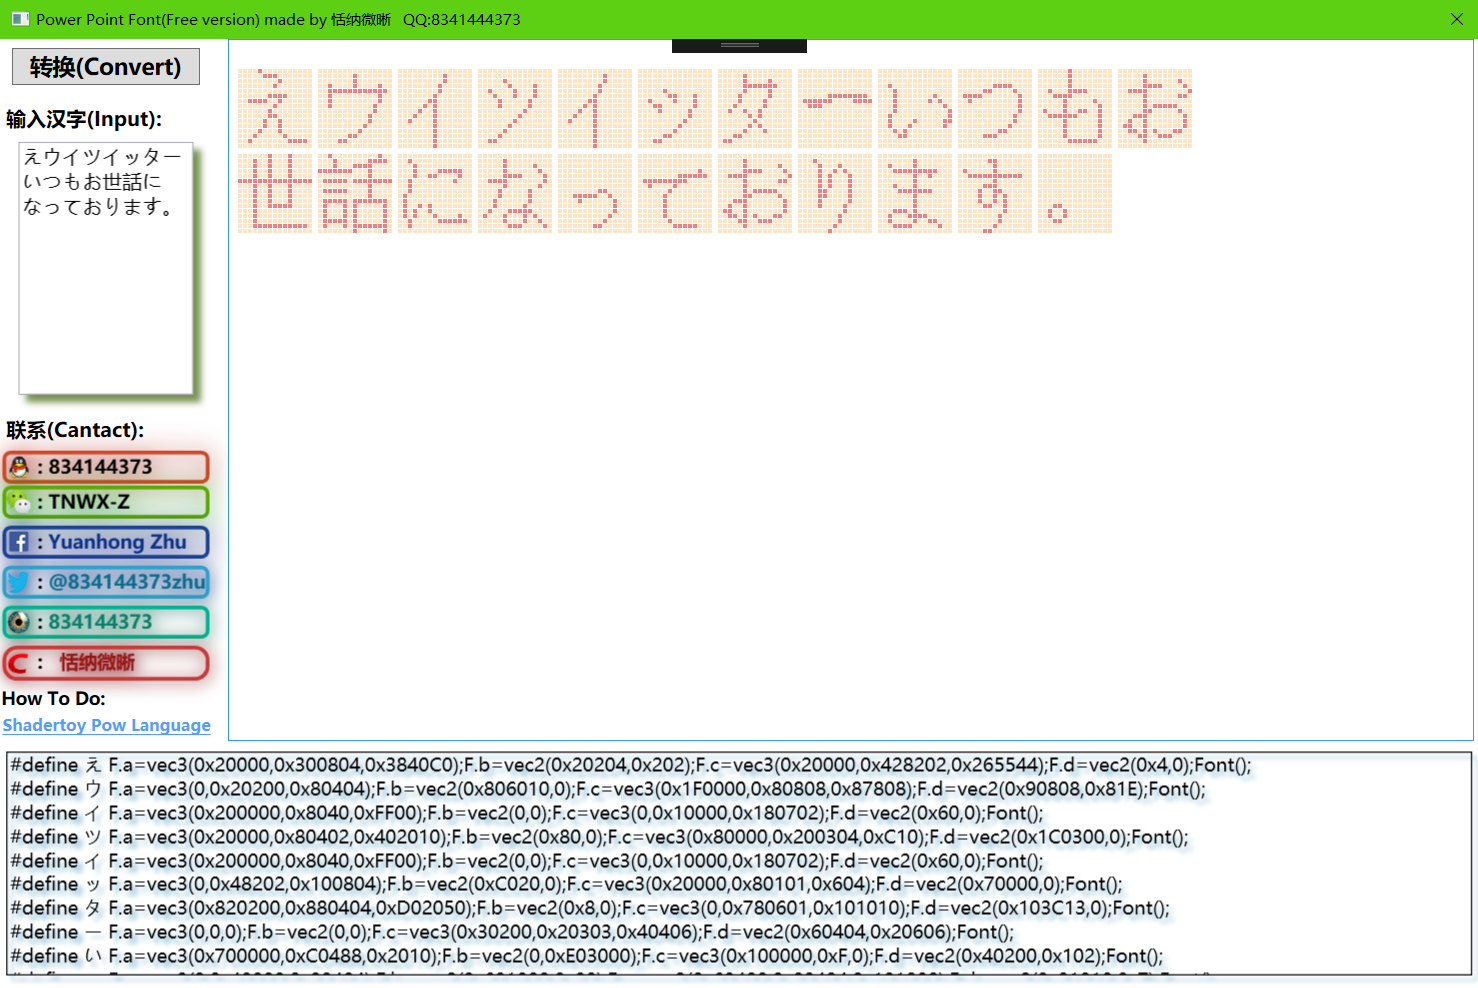 Power Point Font(Free version) made by 恬纳微晰   QQ:8341444373
转换(Convert)
输入汉字(Input):
えウイツイッター
いつもお世話に
なっております。
えウイツイッターいつもお
世話になっております。
联系(Cantact):
: 834144373
: TNWX-Z
: Yuanhong Zhu
: @834144373zhu
: 834144373
: 恬纳微晰
How To Do:
Shadertoy Pow Language
#define え F.a=vec3(0x20000,0x300804,0x3840C0);F.b=vec2(0x20204,0x202);F.c=vec3(0x20000,0x428202,0x265544);F.d=vec2(0x4,0);Font();
#define ウ F.a=vec3(0,0x20200,0x80404);F.b=vec2(0x806010,0);F.c=vec3(0x1F0000,0x80808,0x87808);F.d=vec2(0x90808,0x81E);Font();
#define イ F.a=vec3(0x200000,0x8040,0xFF00);F.b=vec2(0,0);F.c=vec3(0,0x10000,0x180702);F.d=vec2(0x60,0);Font();
#define ツ F.a=vec3(0x20000,0x80402,0x402010);F.b=vec2(0x80,0);F.c=vec3(0x80000,0x200304,0xC10);F.d=vec2(0x1C0300,0);Font();
#define イ F.a=vec3(0x200000,0x8040,0xFF00);F.b=vec2(0,0);F.c=vec3(0,0x10000,0x180702);F.d=vec2(0x60,0);Font();
#define ッ F.a=vec3(0,0x48202,0x100804);F.b=vec2(0xC020,0);F.c=vec3(0x20000,0x80101,0x604);F.d=vec2(0x70000,0);Font();
#define タ F.a=vec3(0x820200,0x880404,0xD02050);F.b=vec2(0x8,0);F.c=vec3(0,0x780601,0x101010);F.d=vec2(0x103C13,0);Font();
#define ー F.a=vec3(0,0,0);F.b=vec2(0,0);F.c=vec3(0x30200,0x20303,0x40406);F.d=vec2(0x60404,0x20606);Font();
#define い F.a=vec3(0x700000,0xC0488,0x2010);F.b=vec2(0,0xE03000);F.c=vec3(0x100000,0xF,0);F.d=vec2(0x40200,0x102);Font();